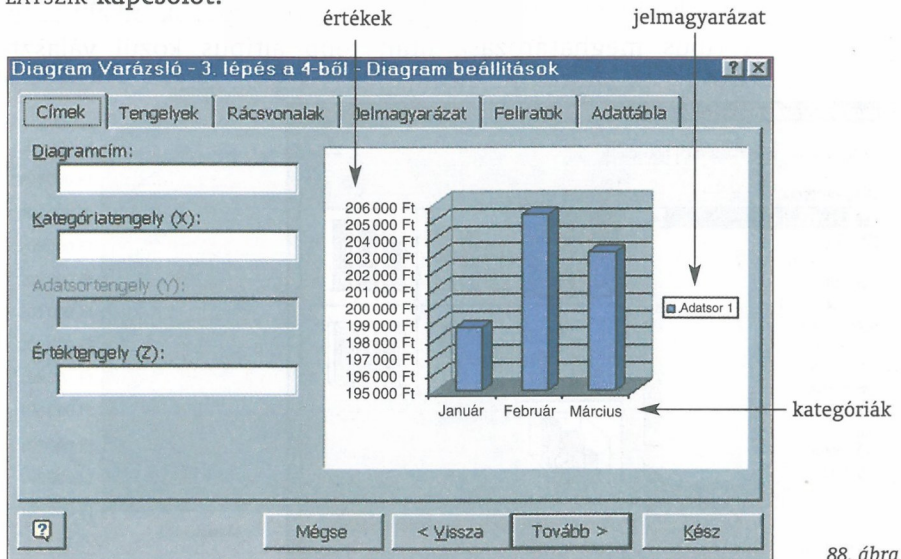 LÁTSZIK kapcsolót.
értékek
jelmagyarázat
Diagram Varázsló - 3. lépés a 4-ből - Diagram beállítások
Címek Tengelyek Rácsvonalak Jelmagyarázat Feliratok Adattábla
Diagramcím:
Kategóriatengely (X):
Adatsortengely (Y):
Értéktengely (Z):
206 000 Ft
205 000 Ft
204 000 Ft
203 000 Ft
202 000 Ft
201 000 Ft
200 000 Ft
199 000 Ft
198 000 Ft
197 000 Ft
196 000 Ft
195 000 Ft
Január Február Március
Adatsor 1
kategóriák
Mégse < Vissza Tovább > Kész
88. ábra